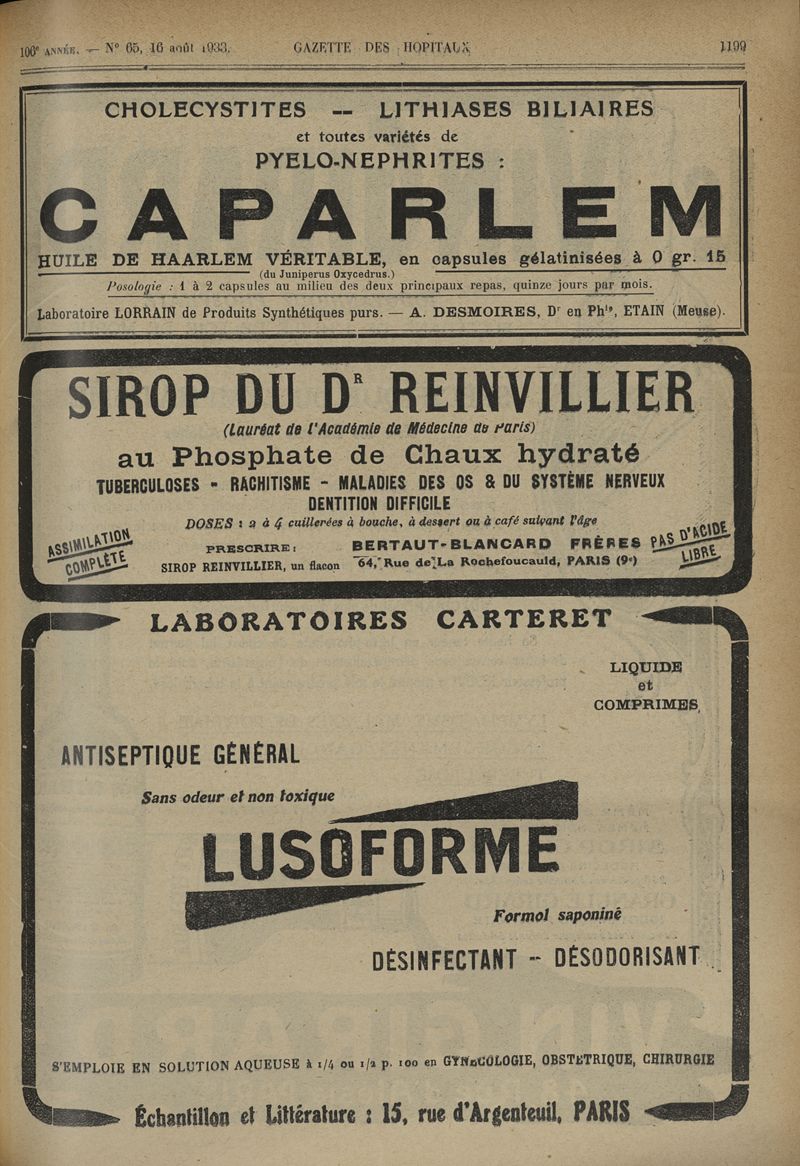 106e ANNÉE. — N° 65, 16 août 1933. GAZETTE DES HOPITAUX 1199
CHOLECYSTITES -- LITHIASES BILIAIRES
et toutes variétés de
PYELO-NEPHRITES :
CAPARLEM
HUILE DE HAARLEM VÉRITABLE, en capsules gélatinisées à 0 gr. 15
(du Juniperus Oxycedrus.)
Posologie : 1 à 2 capsules au milieu des deux principaux repas, quinze jours par mois.
Laboratoire LORRAIN de Produits Synthétiques purs. — A. DESMOIRES, Dr en Phie, ETAIN (Meuse).
SIROP DU DR REINVILLIER
(Lauréat de l'Académie de Médecine de Paris)
au Phosphate de Chaux hydraté
TUBERCULOSES - RACHITISME - MALADIES DES OS & DU SYSTÈME NERVEUX
DENTITION DIFFICILE
DOSES : 2 à 4 cuillerées à bouche, à dessert ou à café suivant l'âge
ASSIMILATION
COMPLÈTE
PRESCRIRE :
SIROP REINVILLIER, un flacon
BERTAUT-BLANCARD FRÈRES
64, Rue de La Rochefoucauld, PARIS (9e)
PAS D'ACIDE
LIBRE
LABORATOIRES CARTERET
LIQUIDE
et
COMPRIMES
ANTISEPTIQUE GÉNÉRAL
Sans odeur et non toxique
LUSOFORME
Formol saponiné
DÉSINFECTANT - DÉSODORISANT
S'EMPLOIE EN SOLUTION AQUEUSE à 1/4 ou 1/2 p. 100 en GYNECOLOGIE, OBSTETRIQUE, CHIRURGIE
Échantillon et Littérature : 15, rue d'Argenteuil, PARIS